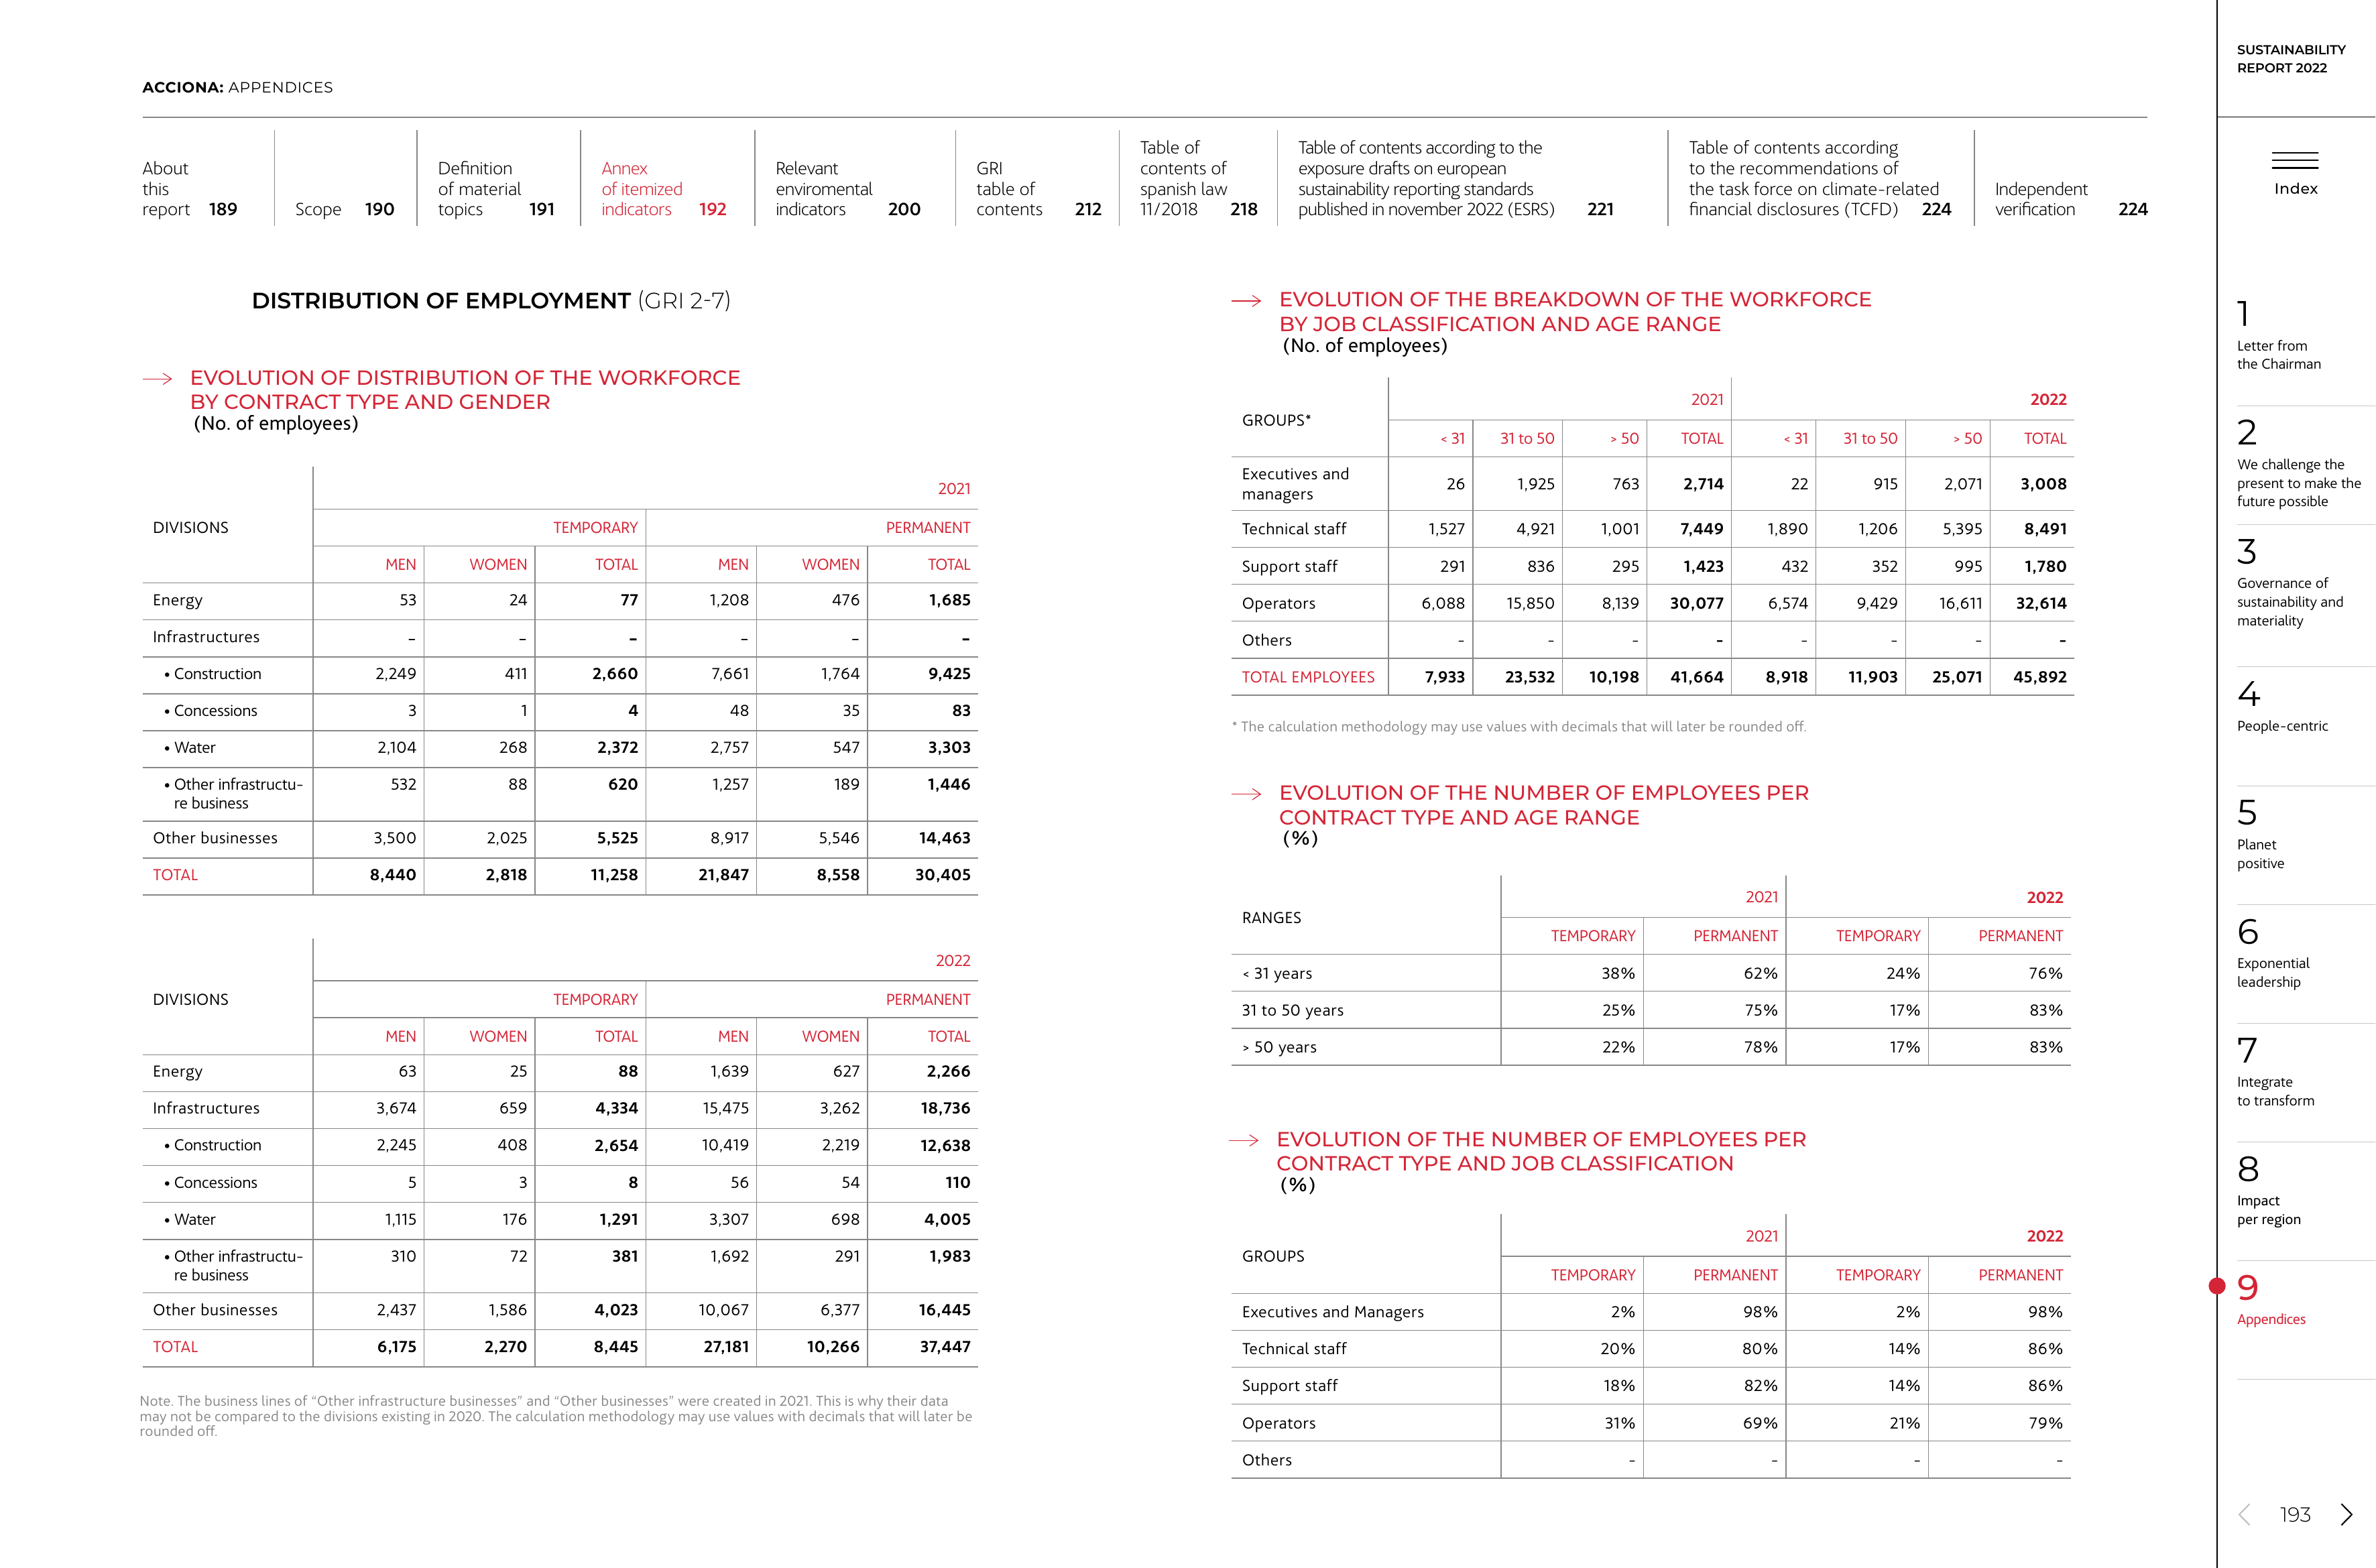 SUSTAINABILITY
REPORT 2022
ACCIONA: APPENDICES
About
this
report 189
Scope 190
Definition
of material
topics 191
Annex
of itemized
indicators 192
Relevant
enviromental
indicators 200
GRI
table of
contents 212
Table of
contents of
spanish law
11/2018 218
Table of contents according to the
exposure drafts on european
sustainability reporting standards
published in november 2022 (ESRS) 221
Table of contents according
to the recommendations of
the task force on climate-related
financial disclosures (TCFD) 224
Independent
verification 224
Index
DISTRIBUTION OF EMPLOYMENT (GRI 2-7)
EVOLUTION OF DISTRIBUTION OF THE WORKFORCE
BY CONTRACT TYPE AND GENDER
(No. of employees)
2021
DIVISIONS TEMPORARY PERMANENT
MEN WOMEN TOTAL MEN WOMEN TOTAL
Energy 53 24 77 1,208 476 1,685
Infrastructures – – – – – –
• Construction 2,249 411 2,660 7,661 1,764 9,425
• Concessions 3 1 4 48 35 83
• Water 2,104 268 2,372 2,757 547 3,303
• Other infrastructu- 532 88 620 1,257 189 1,446
re business
Other businesses 3,500 2,025 5,525 8,917 5,546 14,463
TOTAL 8,440 2,818 11,258 21,847 8,558 30,405
2022
DIVISIONS TEMPORARY PERMANENT
MEN WOMEN TOTAL MEN WOMEN TOTAL
Energy 63 25 88 1,639 627 2,266
Infrastructures 3,674 659 4,334 15,475 3,262 18,736
• Construction 2,245 408 2,654 10,419 2,219 12,638
• Concessions 5 3 8 56 54 110
• Water 1,115 176 1,291 3,307 698 4,005
• Other infrastructu- 310 72 381 1,692 291 1,983
re business
Other businesses 2,437 1,586 4,023 10,067 6,377 16,445
TOTAL 6,175 2,270 8,445 27,181 10,266 37,447
Note. The business lines of “Other infrastructure businesses” and “Other businesses” were created in 2021. This is why their data
may not be compared to the divisions existing in 2020. The calculation methodology may use values with decimals that will later be
rounded off.
EVOLUTION OF THE BREAKDOWN OF THE WORKFORCE
BY JOB CLASSIFICATION AND AGE RANGE
(No. of employees)
2021 2022
GROUPS*
< 31 31 to 50 > 50 TOTAL < 31 31 to 50 > 50 TOTAL
Executives and
managers 26 1,925 763 2,714 22 915 2,071 3,008
Technical staff 1,527 4,921 1,001 7,449 1,890 1,206 5,395 8,491
Support staff 291 836 295 1,423 432 352 995 1,780
Operators 6,088 15,850 8,139 30,077 6,574 9,429 16,611 32,614
Others - - - - - - - -
TOTAL EMPLOYEES 7,933 23,532 10,198 41,664 8,918 11,903 25,071 45,892
* The calculation methodology may use values with decimals that will later be rounded off.
EVOLUTION OF THE NUMBER OF EMPLOYEES PER
CONTRACT TYPE AND AGE RANGE
(%)
2021 2022
RANGES
TEMPORARY PERMANENT TEMPORARY PERMANENT
< 31 years 38% 62% 24% 76%
31 to 50 years 25% 75% 17% 83%
> 50 years 22% 78% 17% 83%
EVOLUTION OF THE NUMBER OF EMPLOYEES PER
CONTRACT TYPE AND JOB CLASSIFICATION
(%)
2021 2022
GROUPS
TEMPORARY PERMANENT TEMPORARY PERMANENT
Executives and Managers 2% 98% 2% 98%
Technical staff 20% 80% 14% 86%
Support staff 18% 82% 14% 86%
Operators 31% 69% 21% 79%
Others - - - -
1
Letter from
the Chairman
2
We challenge the
present to make the
future possible
3
Governance of
sustainability and
materiality
4
People-centric
5
Planet
positive
6
Exponential
leadership
7
Integrate
to transform
8
Impact
per region
9
Appendices
193